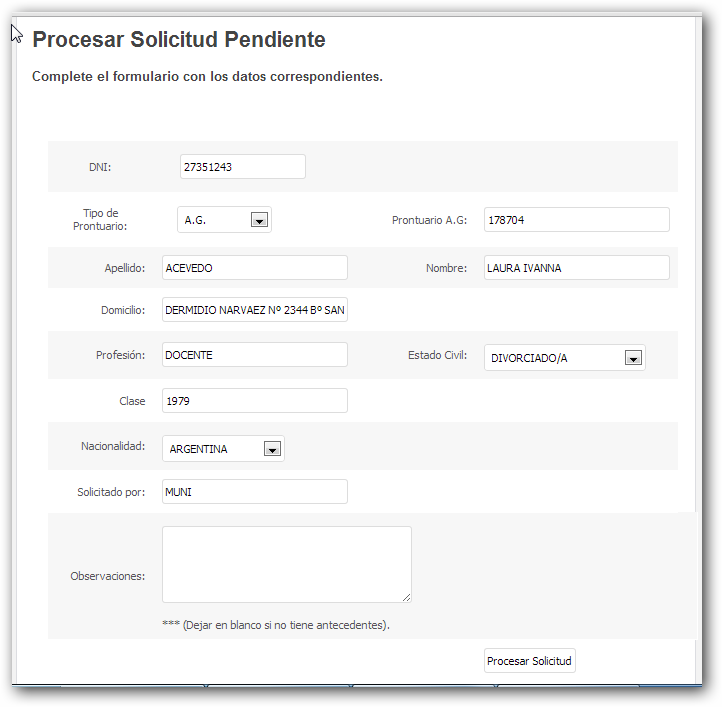 Procesar Solicitud Pendiente
Complete el formulario con los datos correspondientes.
DNI: 27351243
Tipo de
Prontuario: A.G. Prontuario A.G: 178704
Apellido: ACEVEDO Nombre: LAURA IVANNA
Domicilio: DERMIDIO NARVAEZ Nº 2344 Bº SAN
Profesión: DOCENTE Estado Civil: DIVORCIADO/A
Clase 1979
Nacionalidad: ARGENTINA
Solicitado por: MUNI
Observaciones:
*** (Dejar en blanco si no tiene antecedentes).
Procesar Solicitud